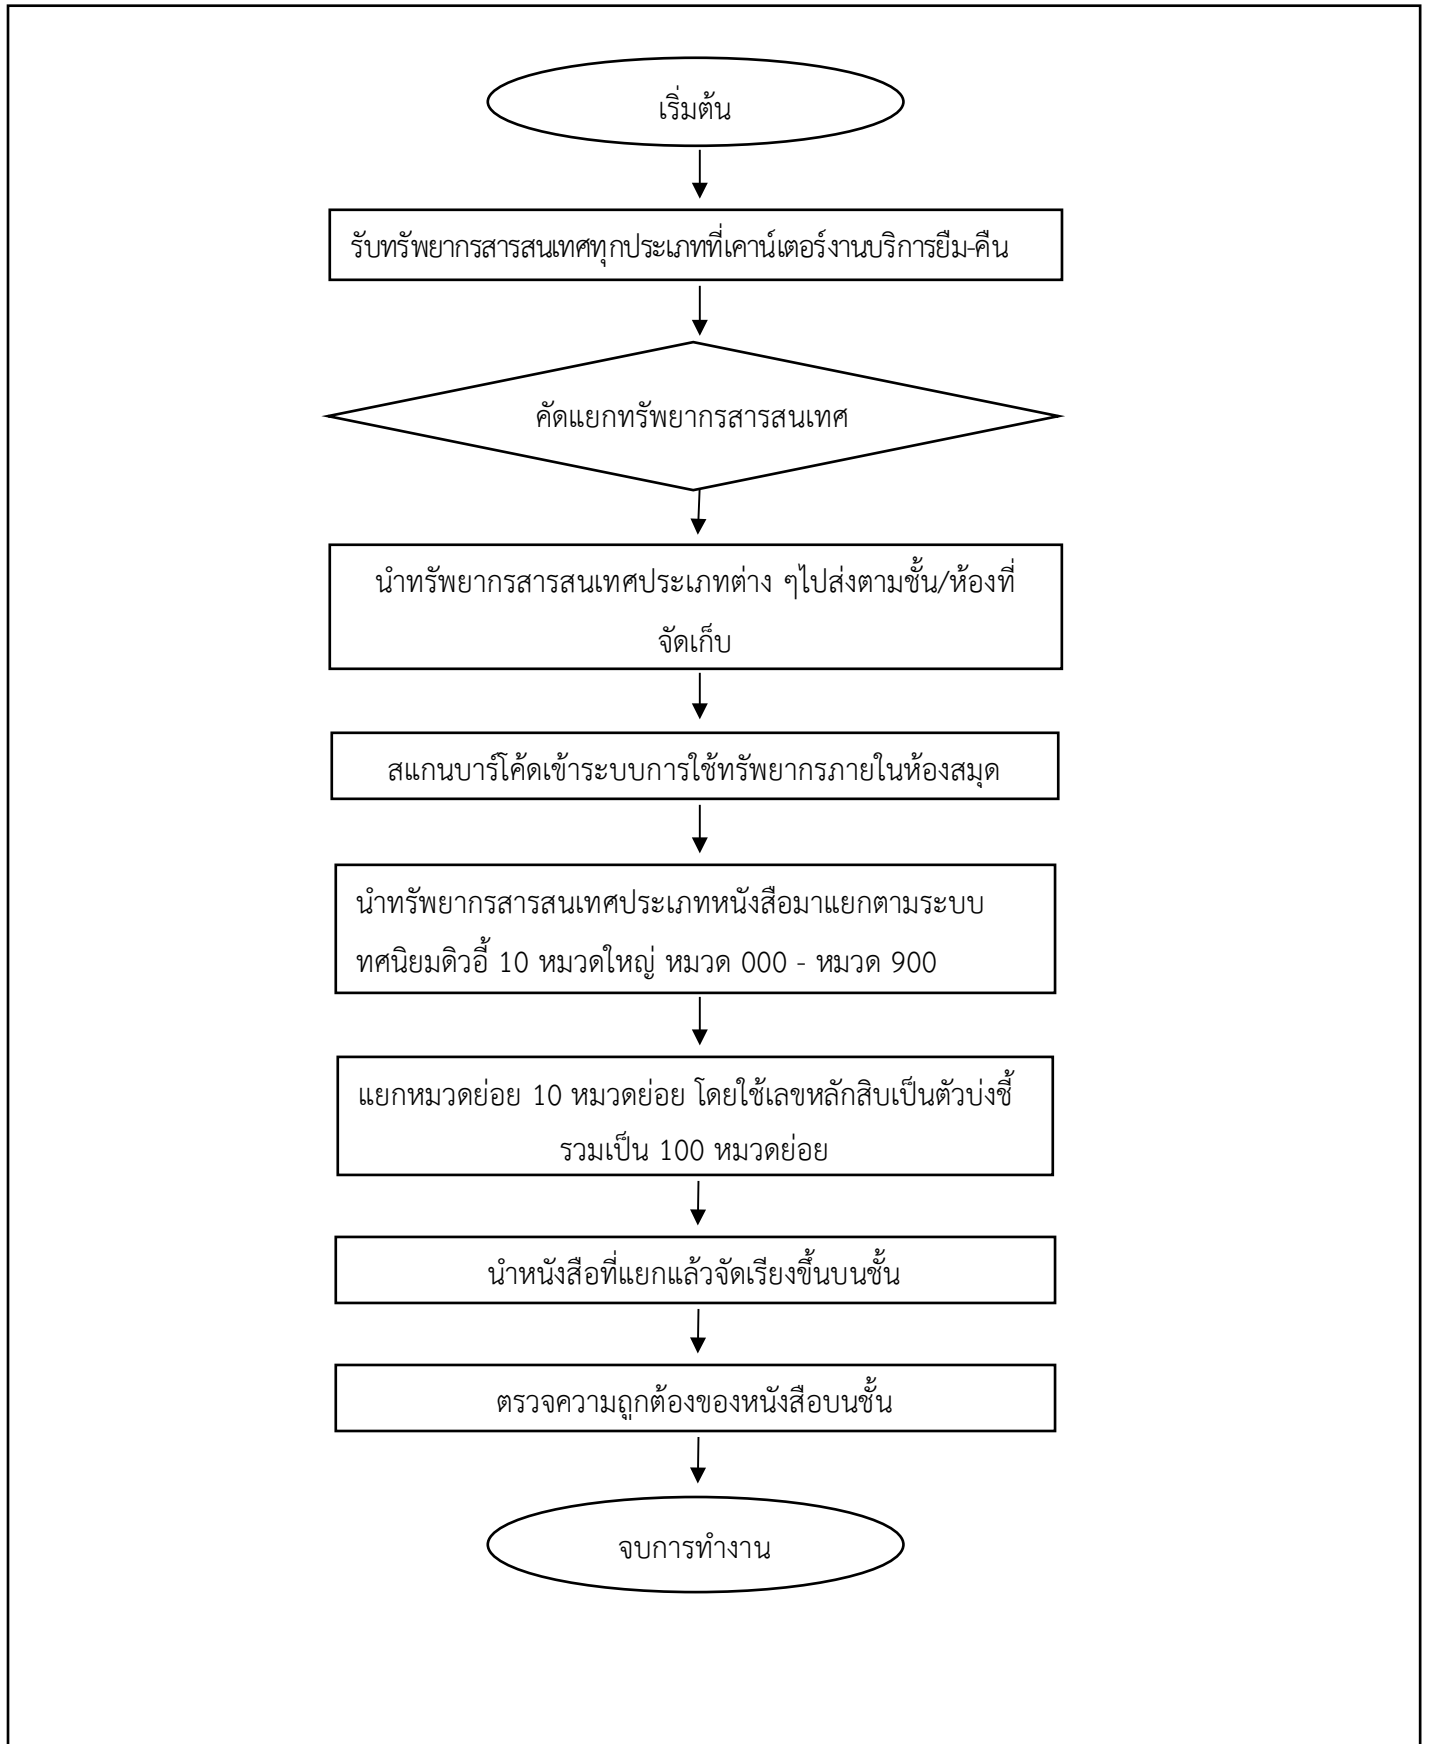 เริ่มต้น
รับทรัพยากรสารสนเทศทุกประเภทที่เคาน์เตอร์งานบริการยืม-คืน
คัดแยกทรัพยากรสารสนเทศ
นำทรัพยากรสารสนเทศประเภทต่าง ๆไปส่งตามชั้น/ห้องที่
จัดเก็บ
สแกนบาร์โค้ดเข้าระบบการใช้ทรัพยากรภายในห้องสมุด
นำทรัพยากรสารสนเทศประเภทหนังสือมาแยกตามระบบ
ทศนิยมดิวอี้ 10 หมวดใหญ่ หมวด 000 - หมวด 900
แยกหมวดย่อย 10 หมวดย่อย โดยใช้เลขหลักสิบเป็นตัวบ่งชี้
รวมเป็น 100 หมวดย่อย
นำหนังสือที่แยกแล้วจัดเรียงขึ้นบนชั้น
ตรวจความถูกต้องของหนังสือบนชั้น
จบการทำงาน